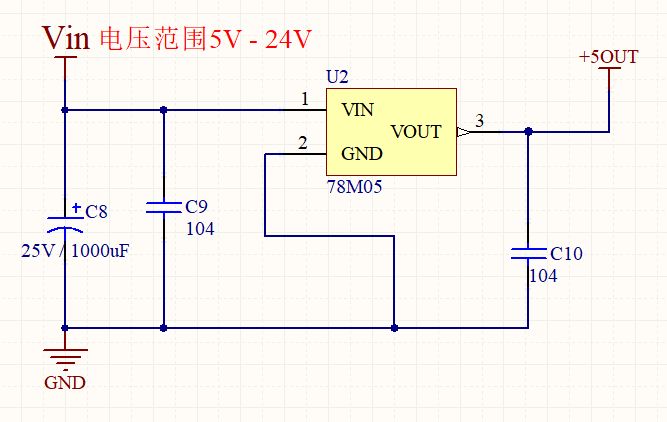 Vin 电压范围5V - 24V
+5OUT
U2
1
VIN
VOUT
3
2
GND
78M05
C8
25V / 1000uF
C9
104
C10
104
GND